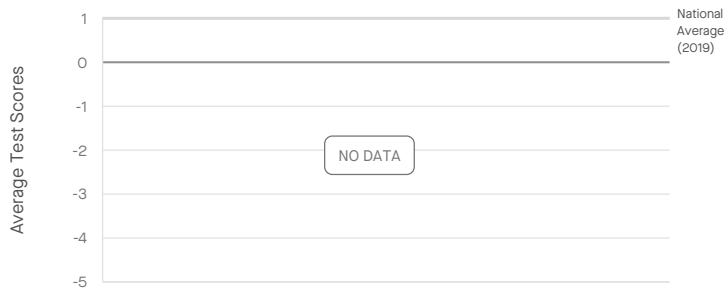 National
Average
(2019)
1
0
-1
-2
-3
-4
-5
Average Test Scores
NO DATA